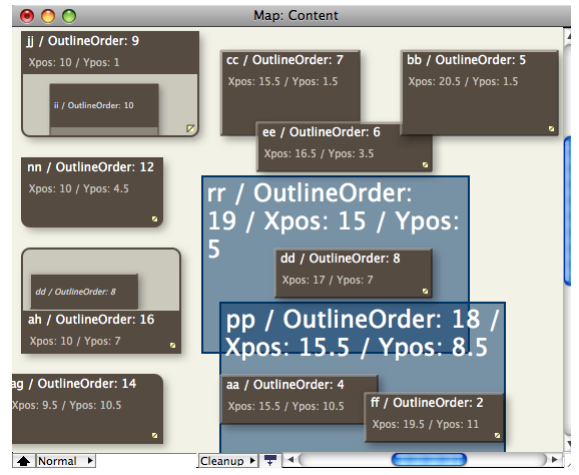 Map: Content
jj / OutlineOrder: 9
Xpos: 10 / Ypos: 1
ii / OutlineOrder: 10
cc / OutlineOrder: 7
Xpos: 15.5 / Ypos: 1.5
bb / OutlineOrder: 5
Xpos: 20.5 / Ypos: 1.5
ee / OutlineOrder: 6
Xpos: 16.5 / Ypos: 3.5
nn / OutlineOrder: 12
Xpos: 10 / Ypos: 4.5
rr / OutlineOrder:
19 / Xpos: 15 / Ypos:
5
dd / OutlineOrder: 8
Xpos: 17 / Ypos: 7
dd / OutlineOrder: 8
ah / OutlineOrder: 16
Xpos: 10 / Ypos: 7
pp / OutlineOrder: 18 /
Xpos: 15.5 / Ypos: 8.5
ag / OutlineOrder: 14
Xpos: 9.5 / Ypos: 10.5
aa / OutlineOrder: 4
Xpos: 15.5 / Ypos: 10.5
ff / OutlineOrder: 2
Xpos: 19.5 / Ypos: 11
Normal
Cleanup